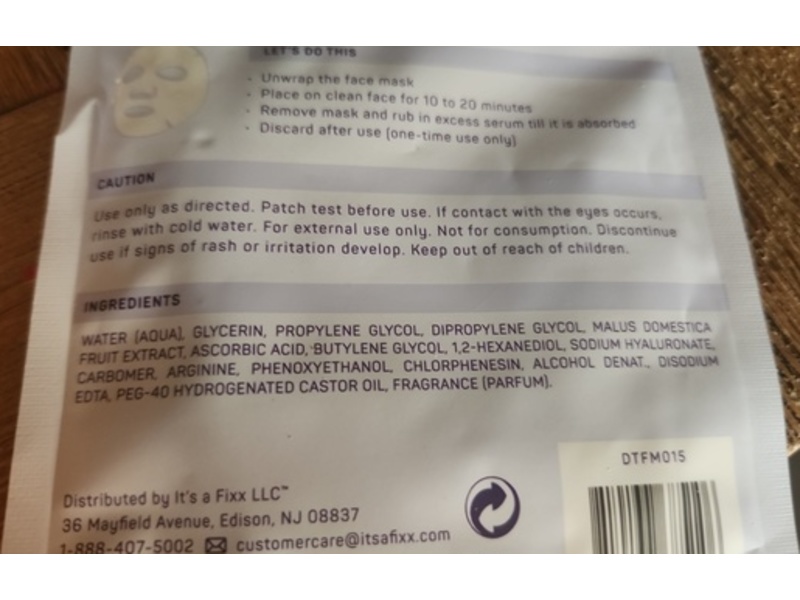 LET'S DO THIS
• Unwrap the face mask
• Place on clean face for 10 to 20 minutes
• Remove mask and rub in excess serum till it is absorbed
• Discard after use (one-time use only)
CAUTION
Use only as directed. Patch test before use. If contact with the eyes occurs,
rinse with cold water. For external use only. Not for consumption. Discontinue
use if signs of rash or irritation develop. Keep out of reach of children.
INGREDIENTS
WATER (AQUA), GLYCERIN, PROPYLENE GLYCOL, DIPROPYLENE GLYCOL, MALUS DOMESTICA
FRUIT EXTRACT, ASCORBIC ACID, BUTYLENE GLYCOL, 1,2-HEXANEDIOL, SODIUM HYALURONATE,
CARBOMER, ARGININE, PHENOXYETHANOL, CHLORPHENESIN, ALCOHOL DENAT., DISODIUM
EDTA, PEG-40 HYDROGENATED CASTOR OIL, FRAGRANCE (PARFUM).
DTFM015
Distributed by It's a Fixx LLC™
36 Mayfield Avenue, Edison, NJ 08837
1-888-407-5002 customercare@itsafixx.com